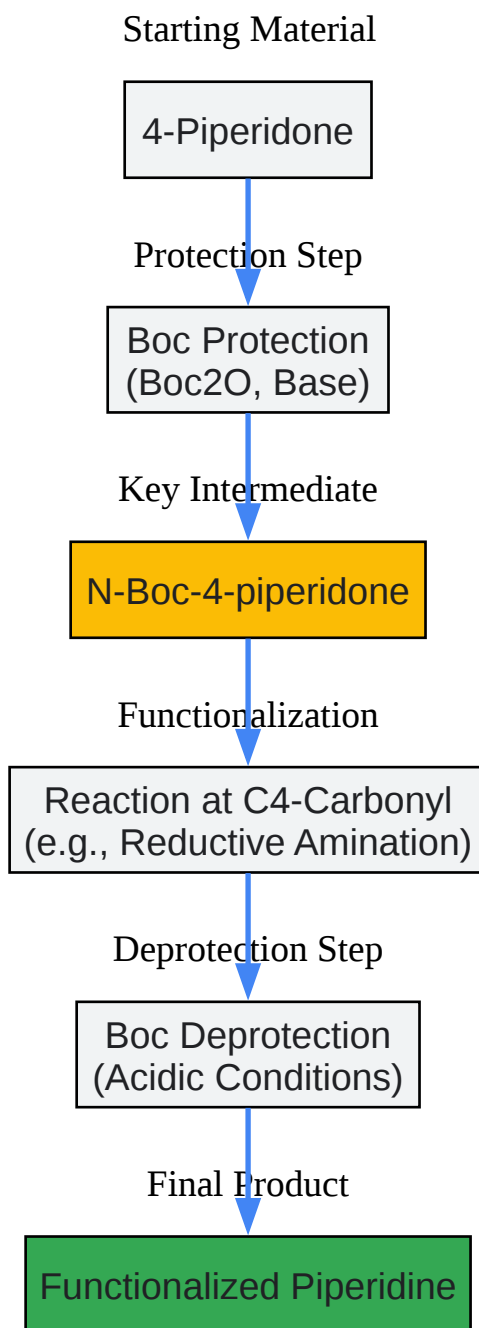 Starting Material
4-Piperidone
Protection Step
Boc Protection
(Boc2O, Base)
Key Intermediate
N-Boc-4-piperidone
Functionalization
Reaction at C4-Carbonyl
(e.g., Reductive Amination)
Deprotection Step
Boc Deprotection
(Acidic Conditions)
Final Product
Functionalized Piperidine